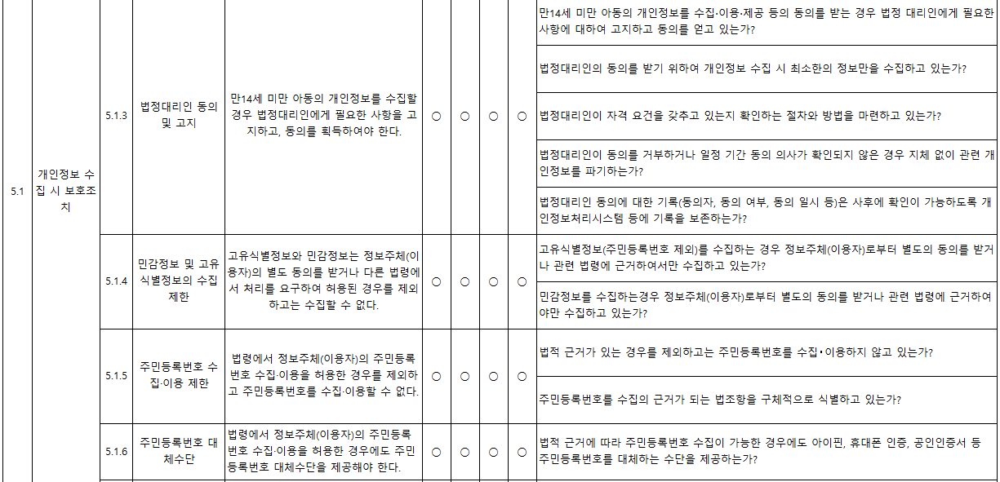 만14세 미만 아동의 개인정보를 수집·이용·제공 등의 동의를 받는 경우 법정 대리인에게 필요한
사항에 대하여 고지하고 동의를 얻고 있는가?
법정대리인의 동의를 받기 위하여 개인정보 수집 시 최소한의 정보만을 수집하고 있는가?
5.1.3
법정대리인 동의
및 고지
만14세 미만 아동의 개인정보를 수집할
경우 법정대리인에게 필요한 사항을 고
지하고, 동의를 획득하여야 한다.
○ ○ ○ ○
법정대리인이 자격 요건을 갖추고 있는지 확인하는 절차와 방법을 마련하고 있는가?
법정대리인이 동의를 거부하거나 일정 기간 동의 의사가 확인되지 않은 경우 지체 없이 관련 개
인정보를 파기하는가?
5.1
개인정보 수
집 시 보호조
치
법정대리인 동의에 대한 기록(동의자, 동의 여부, 동의 일시 등)은 사후에 확인이 가능하도록 개
인정보처리시스템 등에 기록을 보존하는가?
5.1.4
민감정보 및 고유
식별정보의 수집
제한
고유식별정보와 민감정보는 정보주체(이
용자)의 별도 동의를 받거나 다른 법령에
서 처리를 요구하여 허용된 경우를 제외
하고는 수집할 수 없다.
○ ○ ○ ○
고유식별정보(주민등록번호 제외)를 수집하는 경우 정보주체(이용자)로부터 별도의 동의를 받거
나 관련 법령에 근거하여서만 수집하고 있는가?
민감정보를 수집하는경우 정보주체(이용자)로부터 별도의 동의를 받거나 관련 법령에 근거하여
야만 수집하고 있는가?
5.1.5
주민등록번호 수
집·이용 제한
법령에서 정보주체(이용자)의 주민등록
번호 수집·이용을 허용한 경우를 제외하
고 주민등록번호를 수집·이용할 수 없다.
○ ○ ○ ○
법적 근거가 있는 경우를 제외하고는 주민등록번호를 수집·이용하지 않고 있는가?
주민등록번호를 수집의 근거가 되는 법조항을 구체적으로 식별하고 있는가?
5.1.6
주민등록번호 대
체수단
법령에서 정보주체(이용자)의 주민등록
번호 수집·이용을 허용한 경우에도 주민
등록번호 대체수단을 제공해야 한다.
○ ○ ○ ○
법적 근거에 따라 주민등록번호 수집이 가능한 경우에도 아이핀, 휴대폰 인증, 공인인증서 등
주민등록번호를 대체하는 수단을 제공하는가?